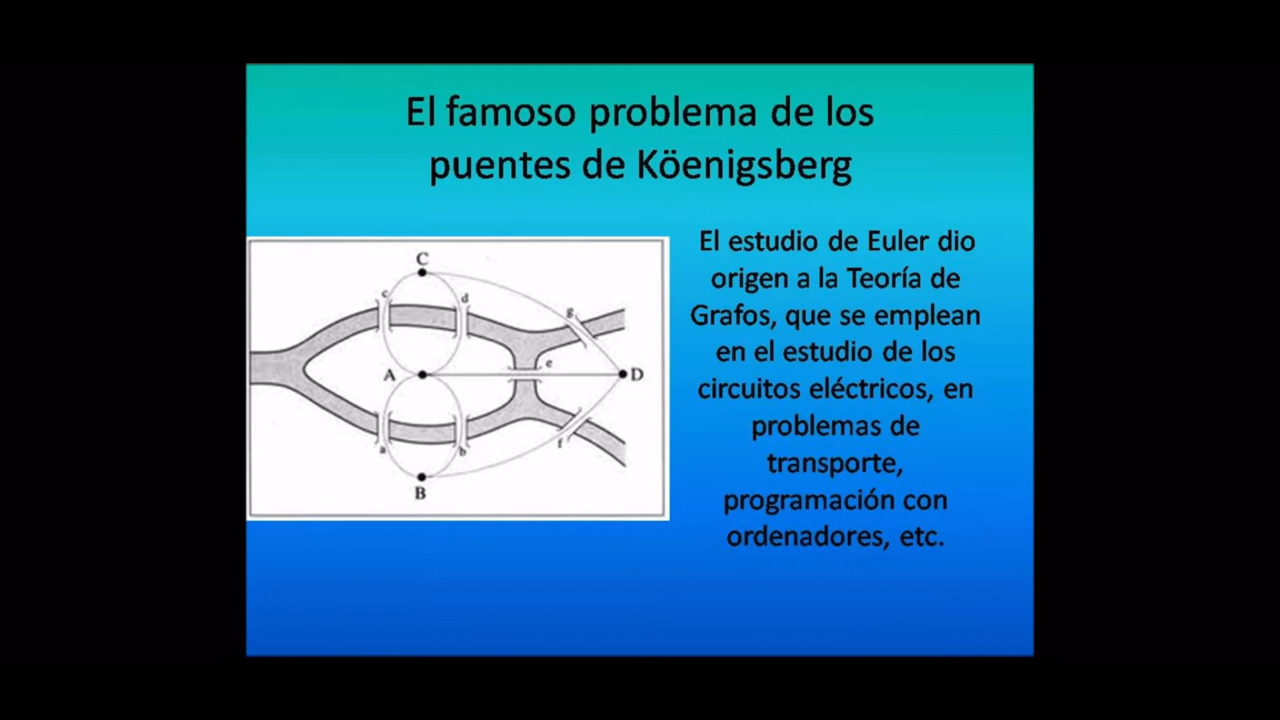 El famoso problema de los
puentes de Köenigsberg
El estudio de Euler dio
origen a la Teoría de
Grafos, que se emplean
en el estudio de los
circuitos eléctricos, en
problemas de
transporte,
programación con
ordenadores, etc.
C
c
d
g
e
A
D
a
b
f
B